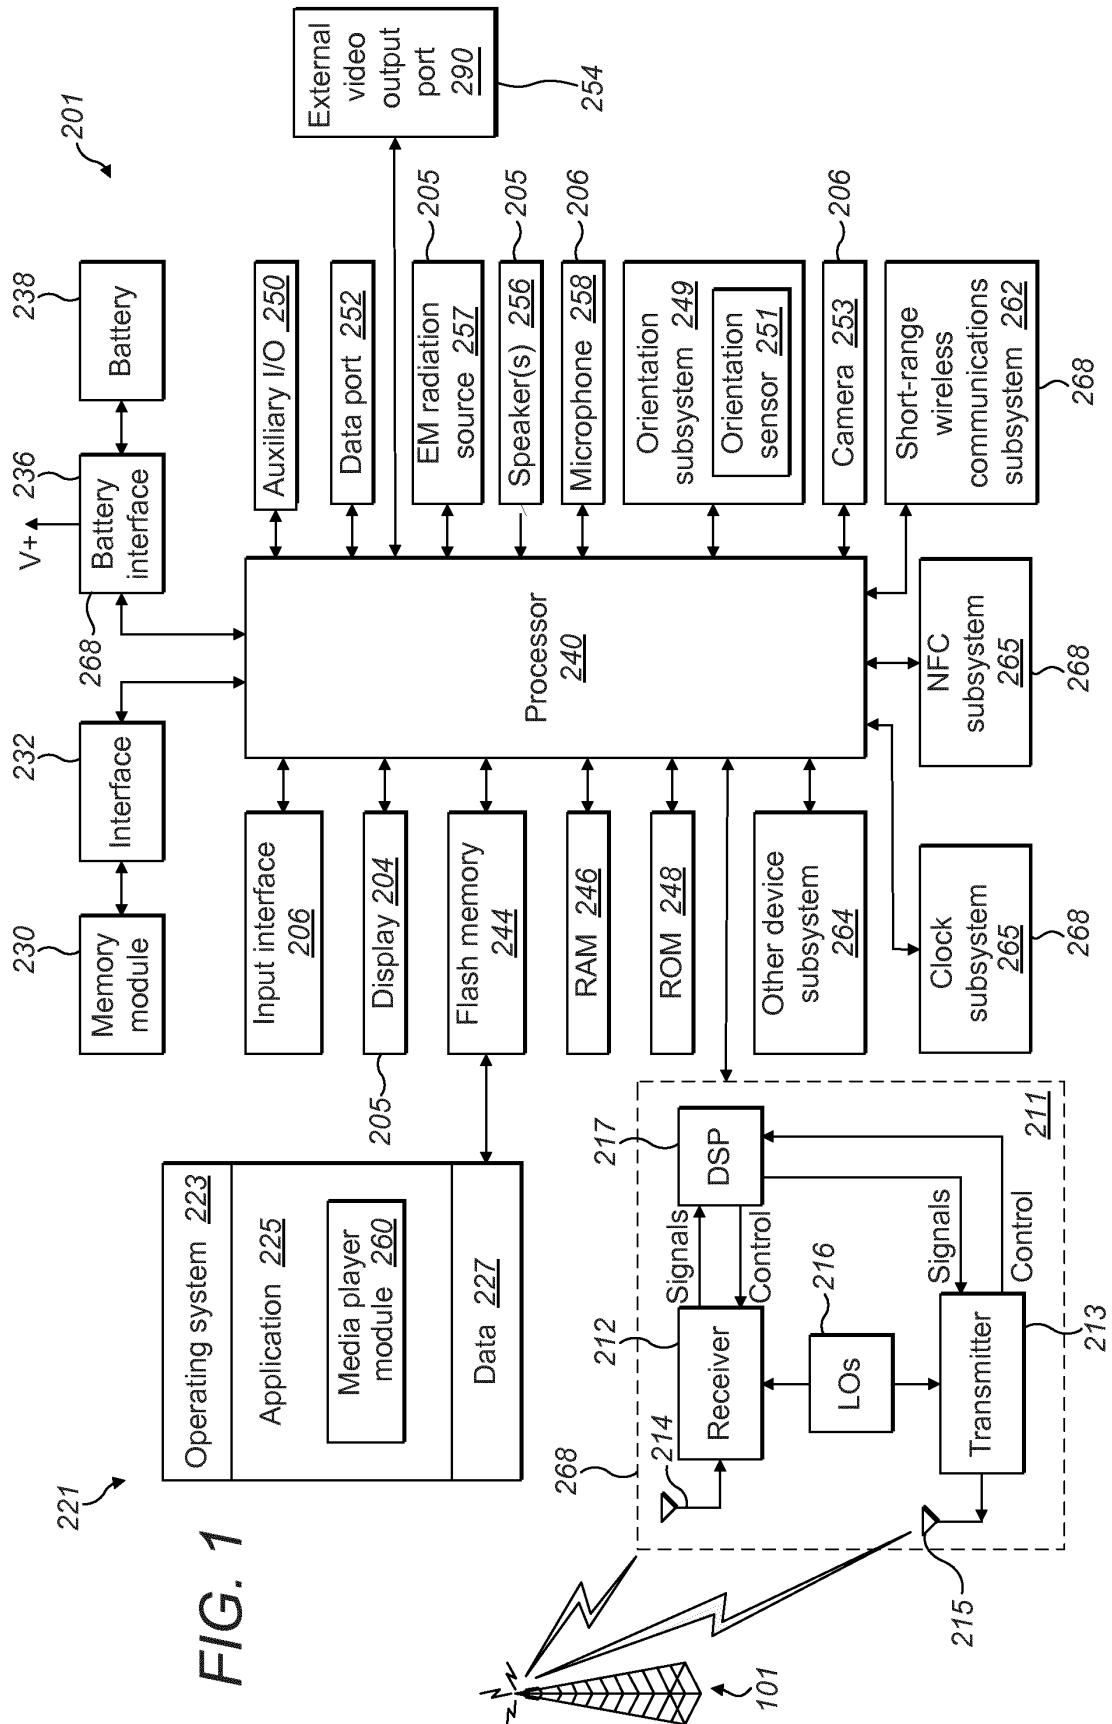 201
External
video
output
port
290
254
230
Memory
module
232
Interface
V+
236
Battery
interface
268
238
Battery
Input interface
206
Display 204
205
Flash memory
244
RAM 246
ROM 248
Other device
subsystem
264
Processor
240
Auxiliary I/O 250
Data port 252
EM radiation
source 257
205
Speaker(s) 256
205
Microphone 258
206
Orientation
subsystem 249
Orientation
sensor 251
Camera 253
206
Short-range
wireless
communications
subsystem 262
268
NFC
subsystem
265
268
Clock
subsystem
265
268
221
Operating system 223
Application 225
Media player
module 260
Data 227
211
268
214
212
Receiver
Signals
Control
217
DSP
216
LOs
Signals
Control
Transmitter
213
215
101
FIG. 1